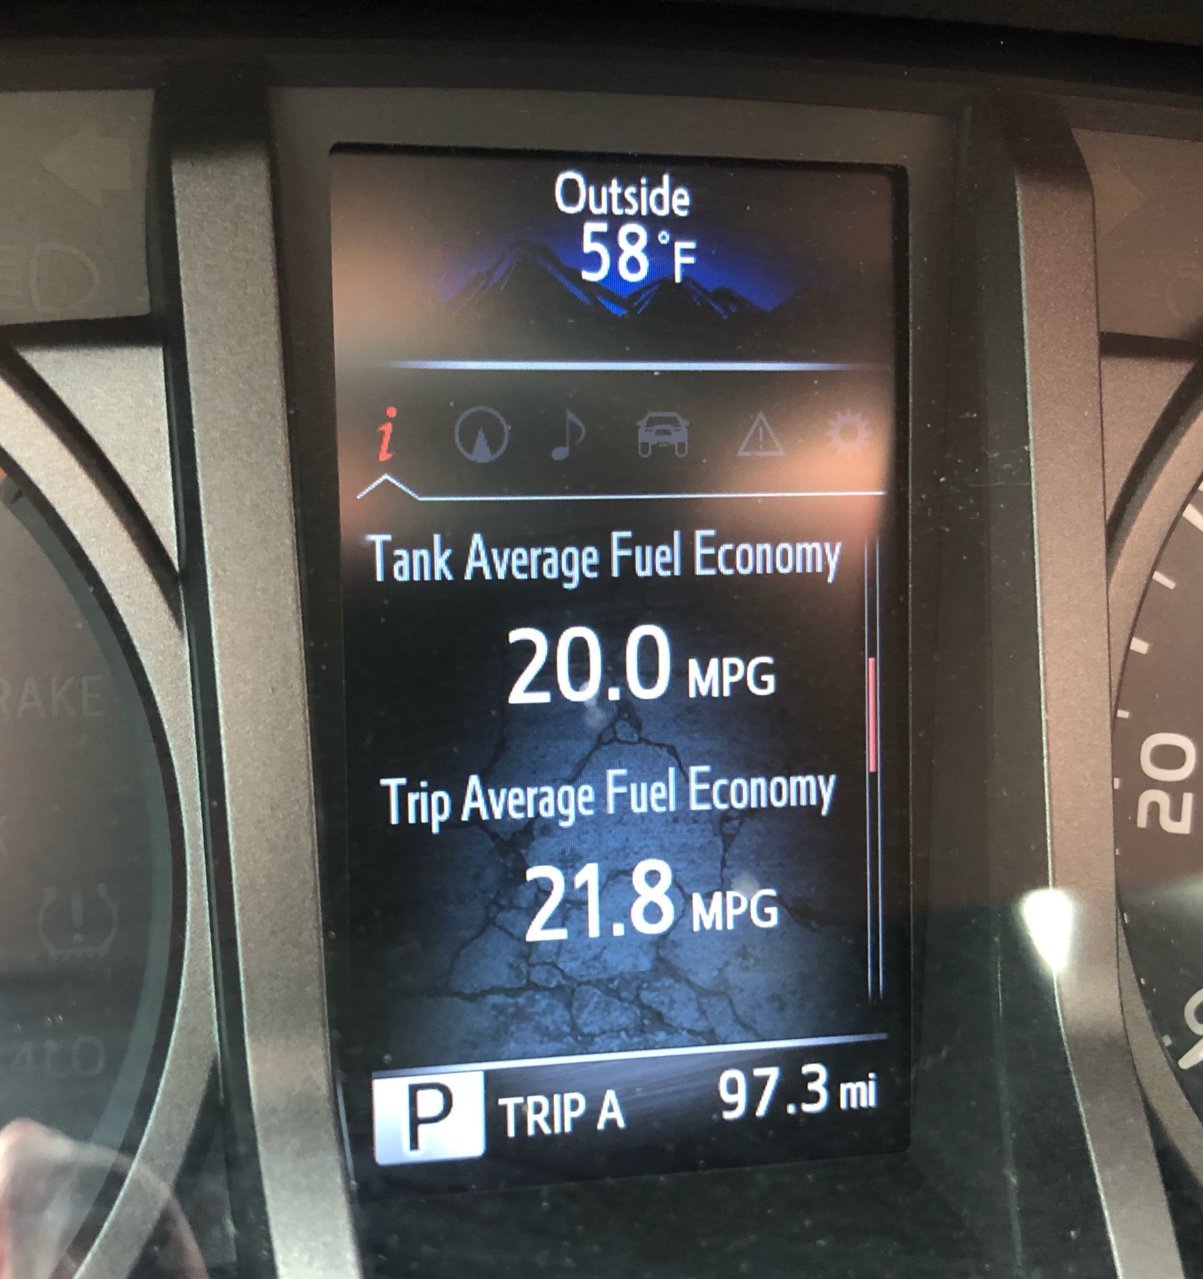 Outside
58°F
i
Tank Average Fuel Economy
20.0 MPG
Trip Average Fuel Economy
21.8 MPG
P TRIP A 97.3 mi
RAKE
20